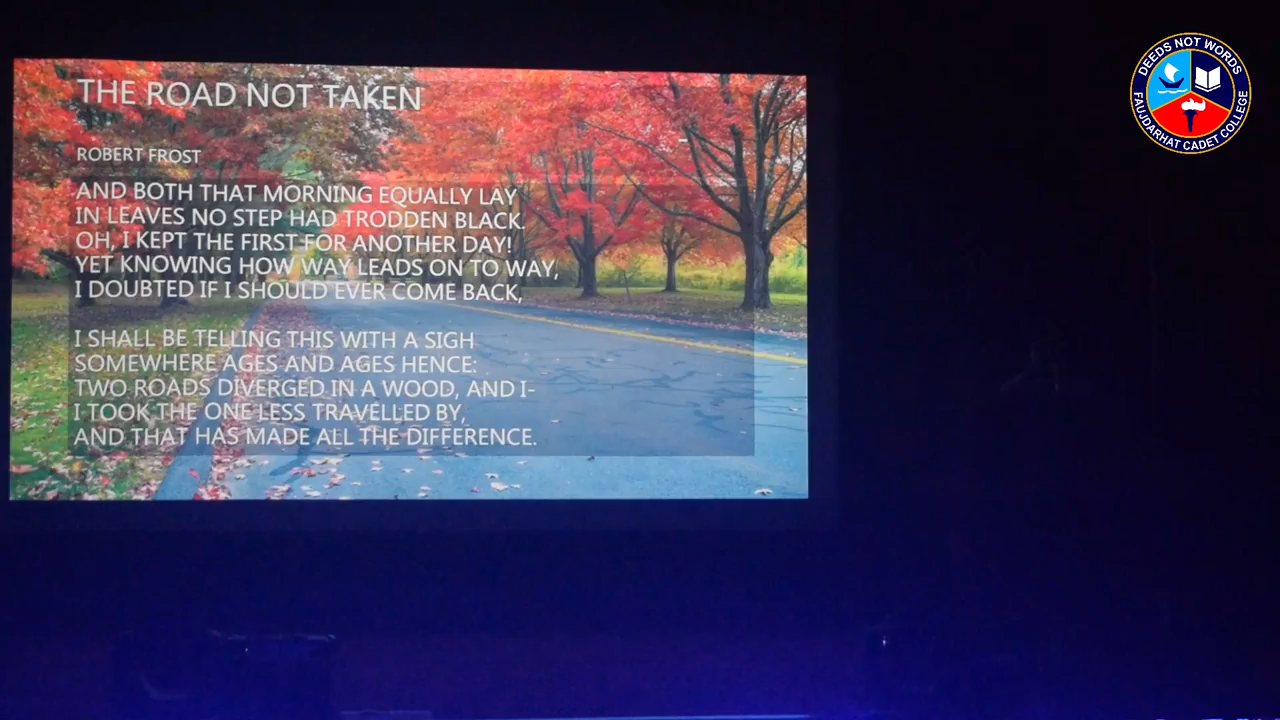 THE ROAD NOT TAKEN
ROBERT FROST
AND BOTH THAT MORNING EQUALLY LAY
IN LEAVES NO STEP HAD TRODDEN BLACK.
OH, I KEPT THE FIRST FOR ANOTHER DAY!
YET KNOWING HOW WAY LEADS ON TO WAY,
I DOUBTED IF I SHOULD EVER COME BACK,
I SHALL BE TELLING THIS WITH A SIGH
SOMEWHERE AGES AND AGES HENCE:
TWO ROADS DIVERGED IN A WOOD, AND I-
I TOOK THE ONE LESS TRAVELLED BY,
AND THAT HAS MADE ALL THE DIFFERENCE.
DEEDS NOT WORDS
FAUJDARHAT CADET COLLEGE